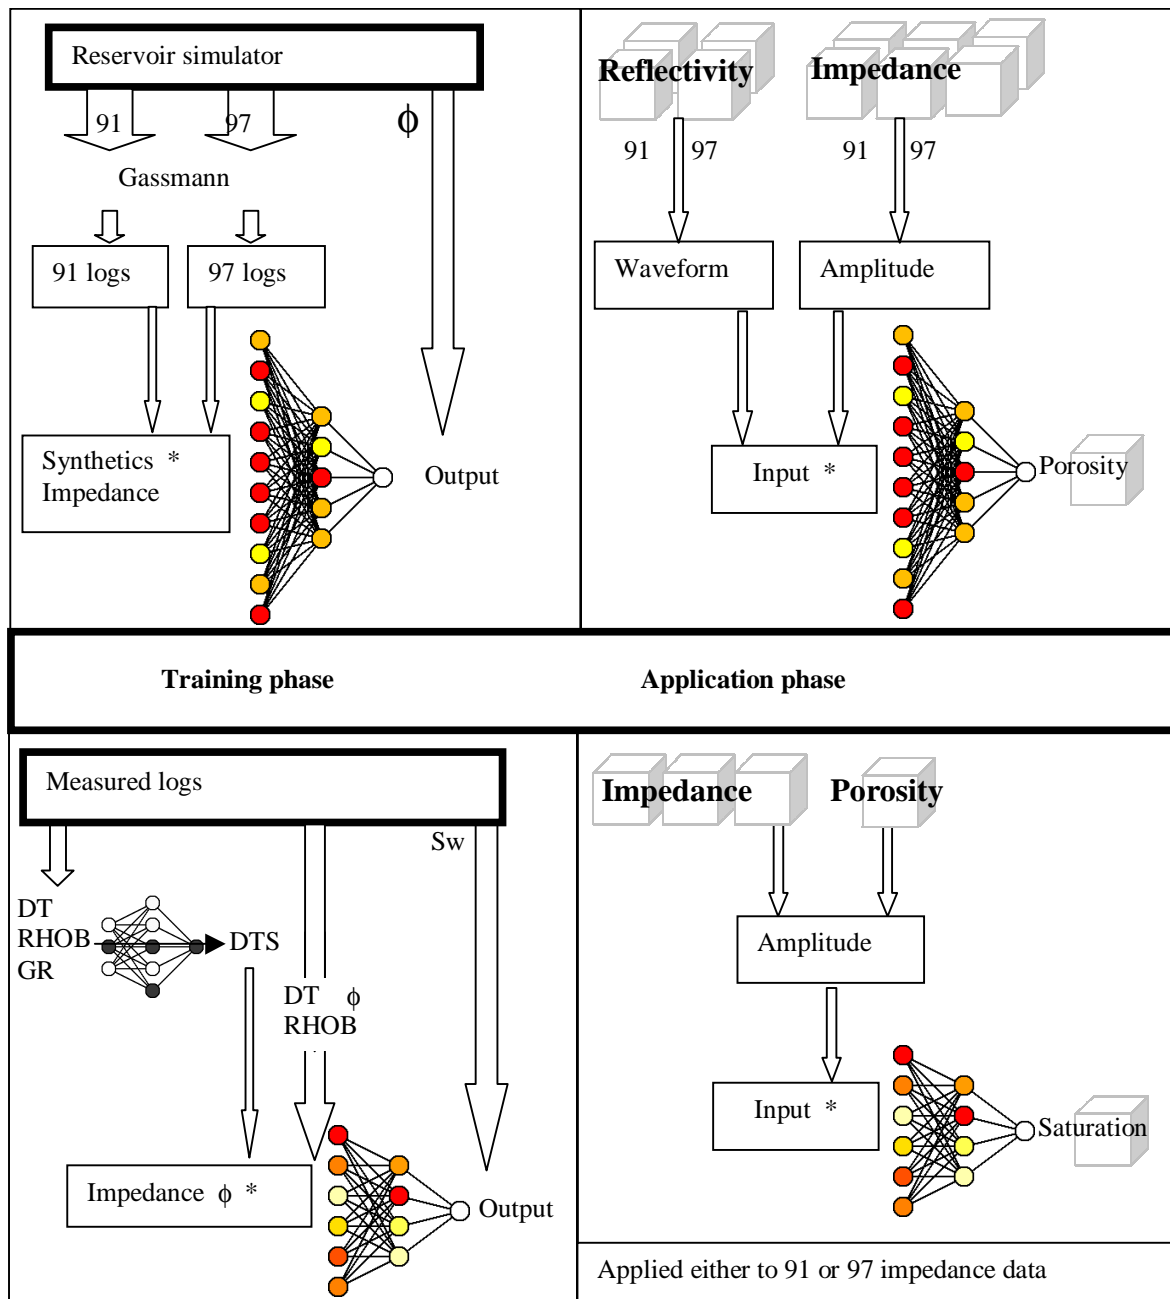 Reservoir simulator
91
97
ϕ
Gassmann
91 logs
97 logs
Synthetics *
Impedance
Output
Reflectivity
Impedance
91
97
91
97
Waveform
Amplitude
Input *
Porosity
Training phase
Application phase
Measured logs
Sw
DT
RHOB
GR
DTS
DT ϕ
RHOB
Impedance ϕ *
Output
Impedance
Porosity
Amplitude
Input *
Saturation
Applied either to 91 or 97 impedance data